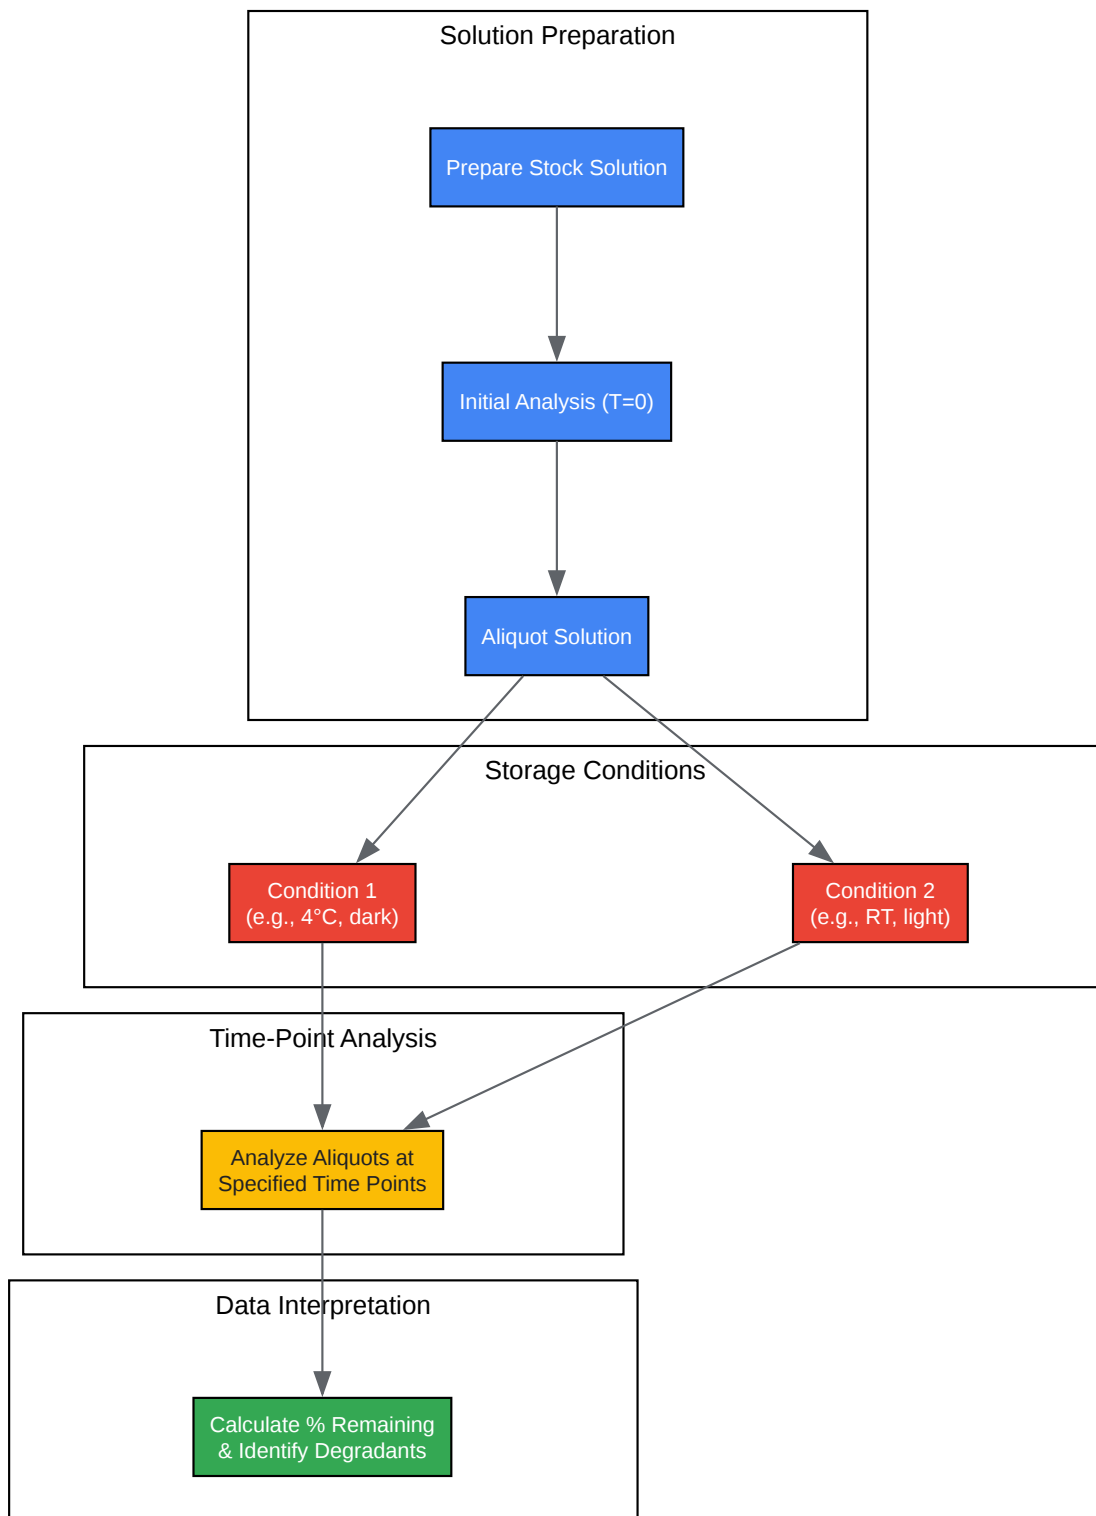 Solution Preparation
Prepare Stock Solution
Initial Analysis (T=0)
Aliquot Solution
Storage Conditions
Condition 1
(e.g., 4°C, dark)
Condition 2
(e.g., RT, light)
Time-Point Analysis
Analyze Aliquots at
Specified Time Points
Data Interpretation
Calculate % Remaining
& Identify Degradants